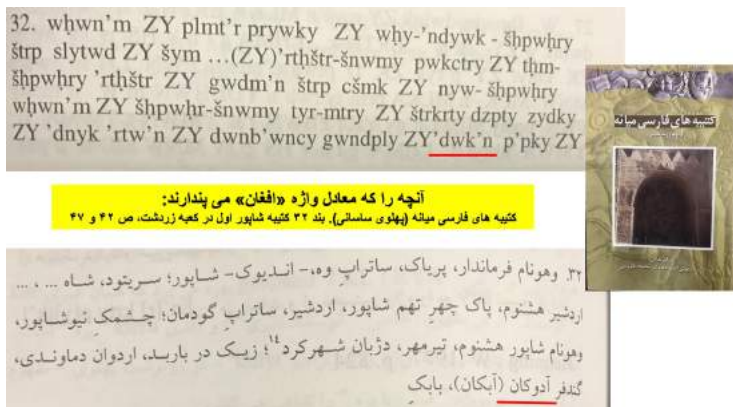 32. whwn'm ZY plmt'r prywky ZY why-'ndywk - šhpwhry
štrp slytwd ZY šym ...(ZY)'rthštr-šnwmy pwkctry ZY thm-
šhpwhry 'rthštr ZY gwdm'n štrp cšmk ZY nyw- šhpwhry
whwn'm ZY šhpwhr-šnwmy tyr-mtry ZY štrkrty dzpty zydky
ZY 'dnyk 'rtw'n ZY dwnb'wncy gwndply ZY'dwk'n p'pky ZY
کتیبه های فارسی میانه
آنچه را که معادل واژه «افغان» می پندارند:
کتیبه های فارسی میانه (پهلوی ساسانی)، بند ۳۲ کتیبه شاپور اول در کعبه زردشت، ص ۴۲ و ۴۷
۳۲. وهونام فرماندار، پریاک، ساتراپ وه،- اندیوک- شاپور؛ سریتود، شاه ... ، ...
اردشیر هشنوم، پاک چهر تهم شاپور، اردشیر، ساتراپ گودمان؛ چشمک نیوشاپور،
وهونام شاپور هشنوم، تیرمهر، دژبان شهرکرد۱۴؛ زیک در باربد، اردوان دماوندی،
گندفر آدوکان (آبکان)، بابک